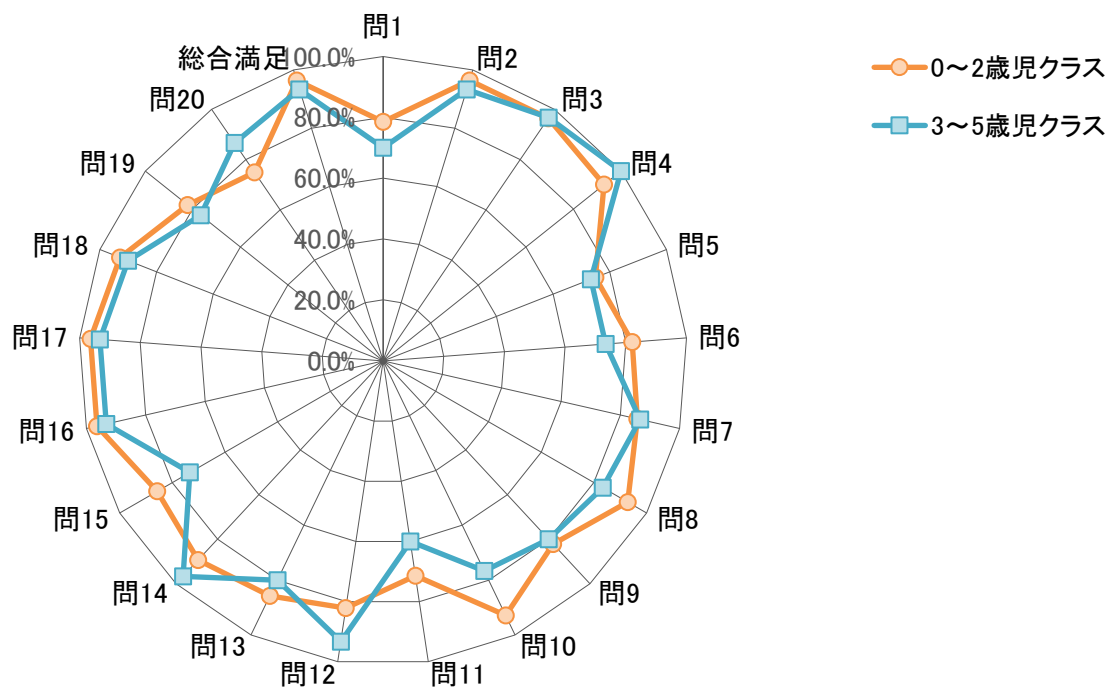 問1
問2
問3
問4
問5
問6
問7
問8
問9
問10
問11
問12
問13
問14
問15
問16
問17
問18
問19
問20
総合満足
100.0%
80.0%
60.0%
40.0%
20.0%
0.0%
0～2歳児クラス
3～5歳児クラス